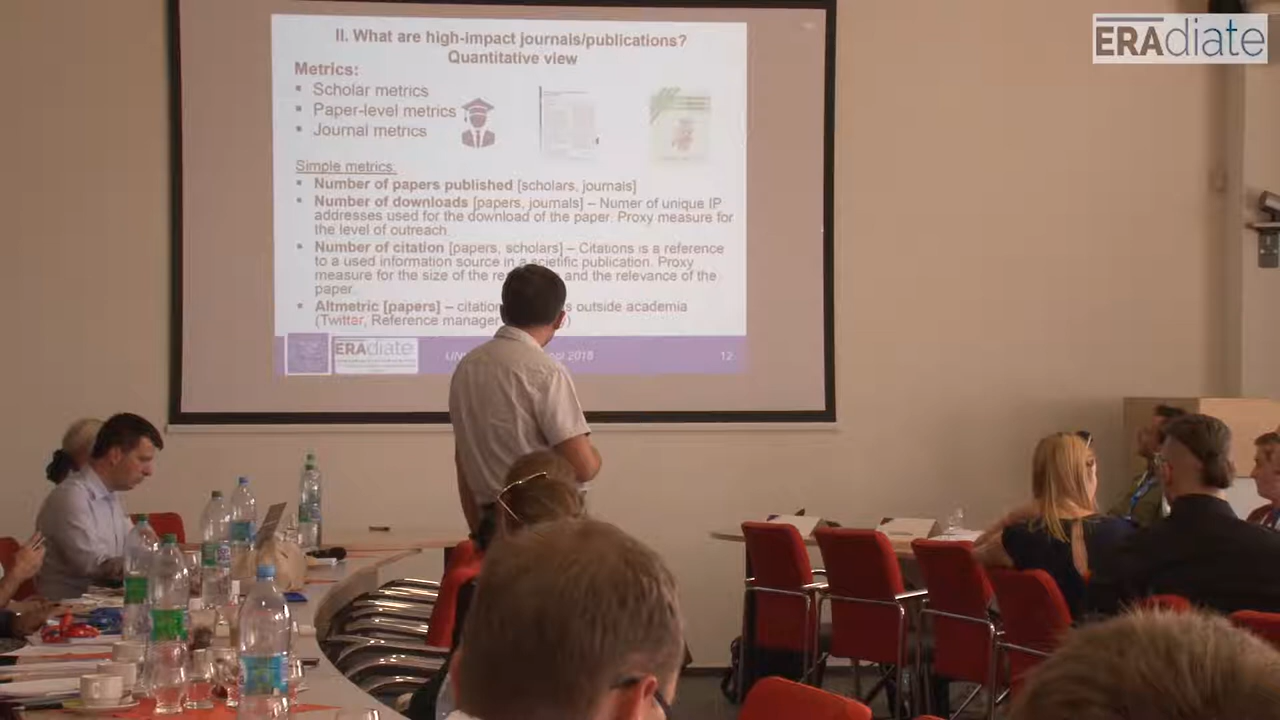 ERAdiate
II. What are high-impact journals/publications?
Quantitative view
Metrics:
▪ Scholar metrics
▪ Paper-level metrics
▪ Journal metrics
Simple metrics:
▪ Number of papers published [scholars, journals]
▪ Number of downloads [papers, journals] – Numer of unique IP
addresses used for the download of the paper. Proxy measure for
the level of outreach.
▪ Number of citation [papers, scholars] – Citations is a reference
to a used information source in a scietific publication. Proxy
measure for the size of the and the relevance of the
paper.
▪ Altmetric [papers] – outside academia
(Twitter, Reference manager
ERAdiate
2016
12